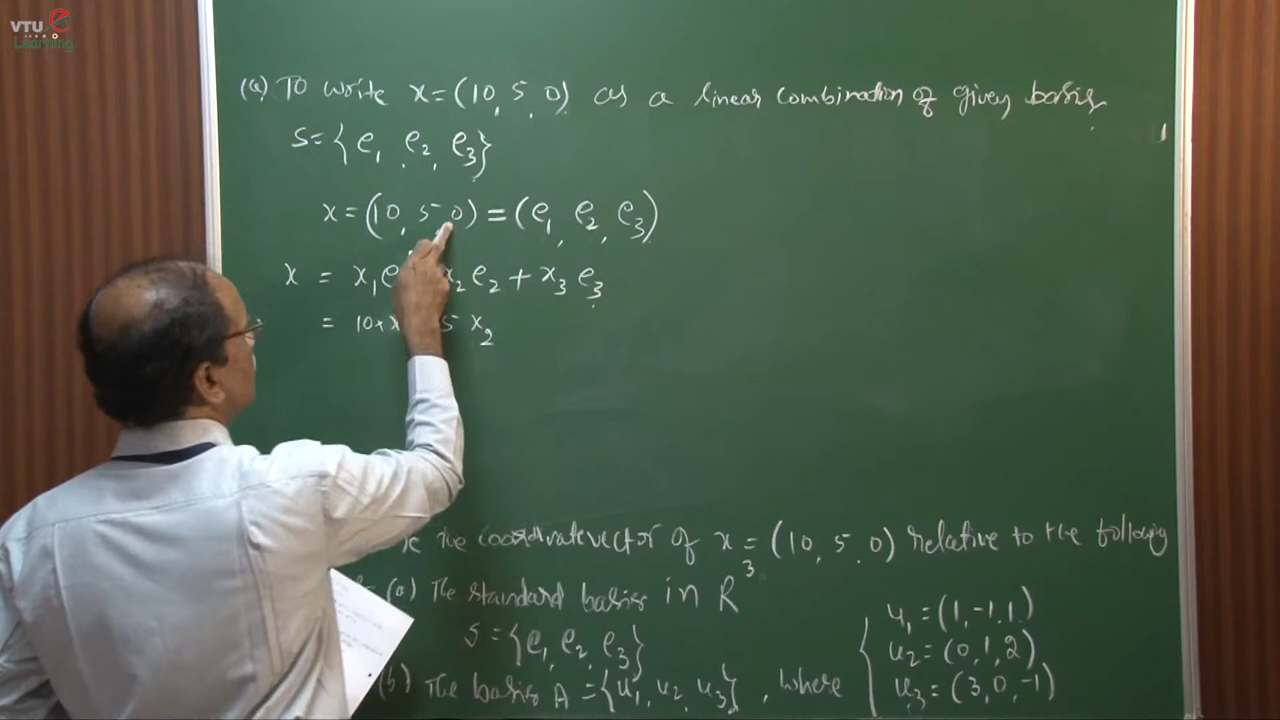 VTU e
Learning
(a) To write x = (10, 5, 0) as a linear combination of given basis
S = {e₁, e₂, e₃}
x = (10, 5, 0) = (e₁, e₂, e₃)
x = x₁e x₂ e₂ + x₃ e₃
= 10 * x 5 x₂
the coordinate vector of x = (10, 5, 0) relative to the following
(a) The standard basis in R³
S = {e₁, e₂, e₃}
(b) The basis A = {u₁, u₂, u₃}, where
u₁ = (1, -1, 1)
u₂ = (0, 1, 2)
u₃ = (3, 0, -1)